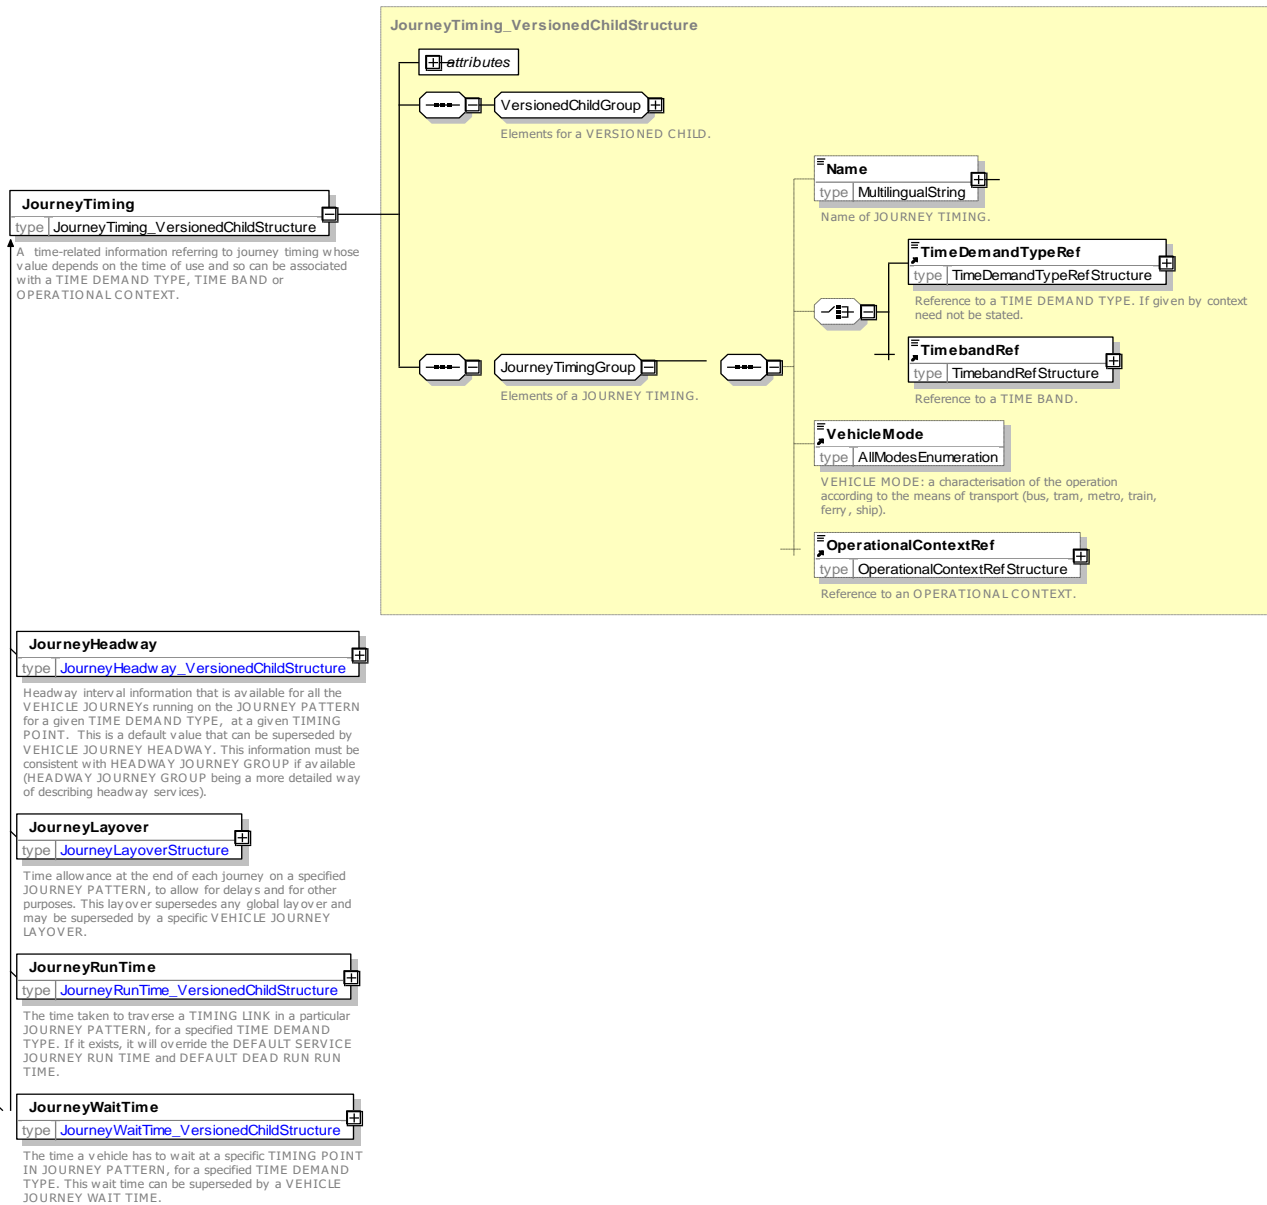 JourneyTiming_VersionedChildStructure
attributes
VersionedChildGroup
Elements for a VERSIONED CHILD.
Name
type MultilingualString
Name of JOURNEY TIMING.
JourneyTiming
type JourneyTiming_VersionedChildStructure
A time-related information referring to journey timing whose
value depends on the time of use and so can be associated
with a TIME DEMAND TYPE, TIME BAND or
OPERATIONAL CONTEXT.
TimeDemandTypeRef
type TimeDemandTypeRefStructure
Reference to a TIME DEMAND TYPE. If given by context
need not be stated.
TimebandRef
type TimebandRefStructure
Reference to a TIME BAND.
JourneyTimingGroup
Elements of a JOURNEY TIMING.
VehicleMode
type AllModesEnumeration
VEHICLE MODE: a characterisation of the operation
according to the means of transport (bus, tram, metro, train,
ferry, ship).
OperationalContextRef
type OperationalContextRefStructure
Reference to an OPERATIONAL CONTEXT.
JourneyHeadway
type JourneyHeadway_VersionedChildStructure
Headway interval information that is available for all the
VEHICLE JOURNEYs running on the JOURNEY PATTERN
for a given TIME DEMAND TYPE, at a given TIMING
POINT. This is a default value that can be superseded by
VEHICLE JOURNEY HEADWAY. This information must be
consistent with HEADWAY JOURNEY GROUP if available
(HEADWAY JOURNEY GROUP being a more detailed way
of describing headway services).
JourneyLayover
type JourneyLayoverStructure
Time allowance at the end of each journey on a specified
JOURNEY PATTERN, to allow for delays and for other
purposes. This layover supersedes any global layover and
may be superseded by a specific VEHICLE JOURNEY
LAYOVER.
JourneyRunTime
type JourneyRunTime_VersionedChildStructure
The time taken to traverse a TIMING LINK in a particular
JOURNEY PATTERN, for a specified TIME DEMAND
TYPE. If it exists, it will override the DEFAULT SERVICE
JOURNEY RUN TIME and DEFAULT DEAD RUN RUN
TIME.
JourneyWaitTime
type JourneyWaitTime_VersionedChildStructure
The time a vehicle has to wait at a specific TIMING POINT
IN JOURNEY PATTERN, for a specified TIME DEMAND
TYPE. This wait time can be superseded by a VEHICLE
JOURNEY WAIT TIME.